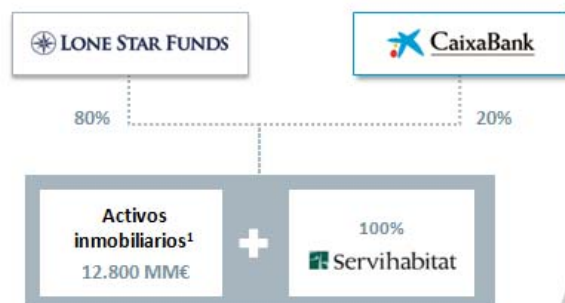 LONE STAR FUNDS
CaixaBank
80%
20%
Activos
inmobiliarios¹
12.800 MM€
100%
Servihabitat